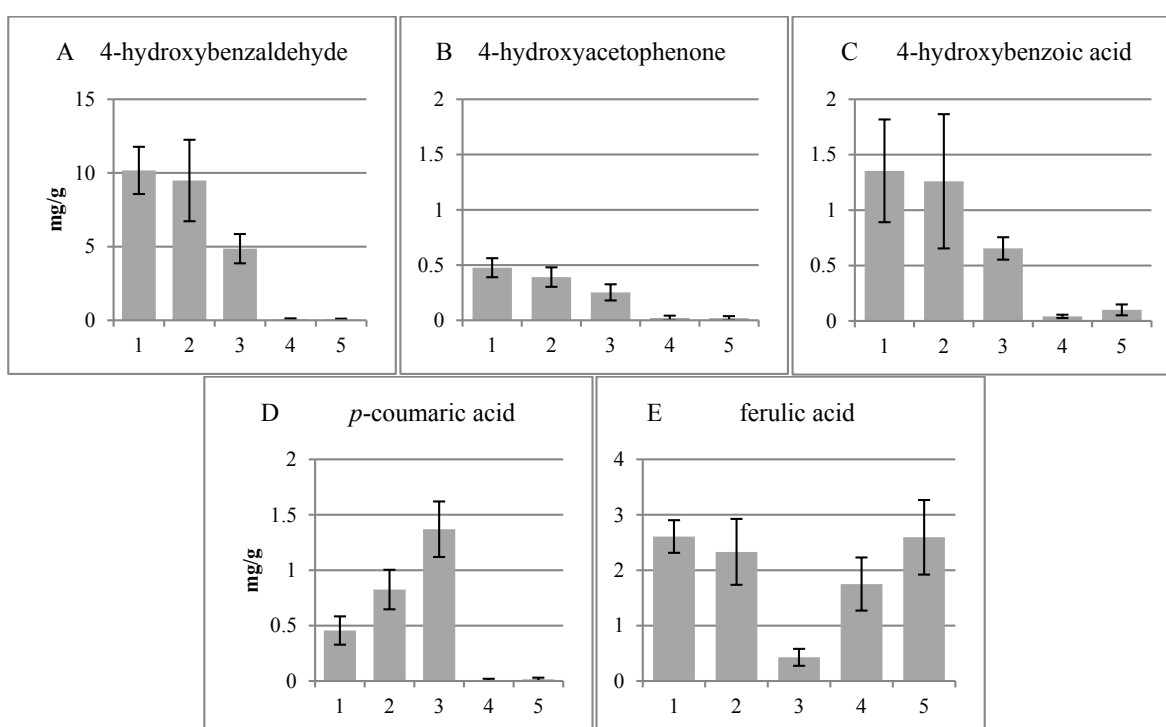 A 4-hydroxybenzaldehyde
15
10
5
0
mg/g
1 2 3 4 5
B 4-hydroxyacetophenone
2
1.5
1
0.5
0
1 2 3 4 5
C 4-hydroxybenzoic acid
2
1.5
1
0.5
0
1 2 3 4 5
D p-coumaric acid
2
1.5
1
0.5
0
mg/g
1 2 3 4 5
E ferulic acid
4
3
2
1
0
1 2 3 4 5